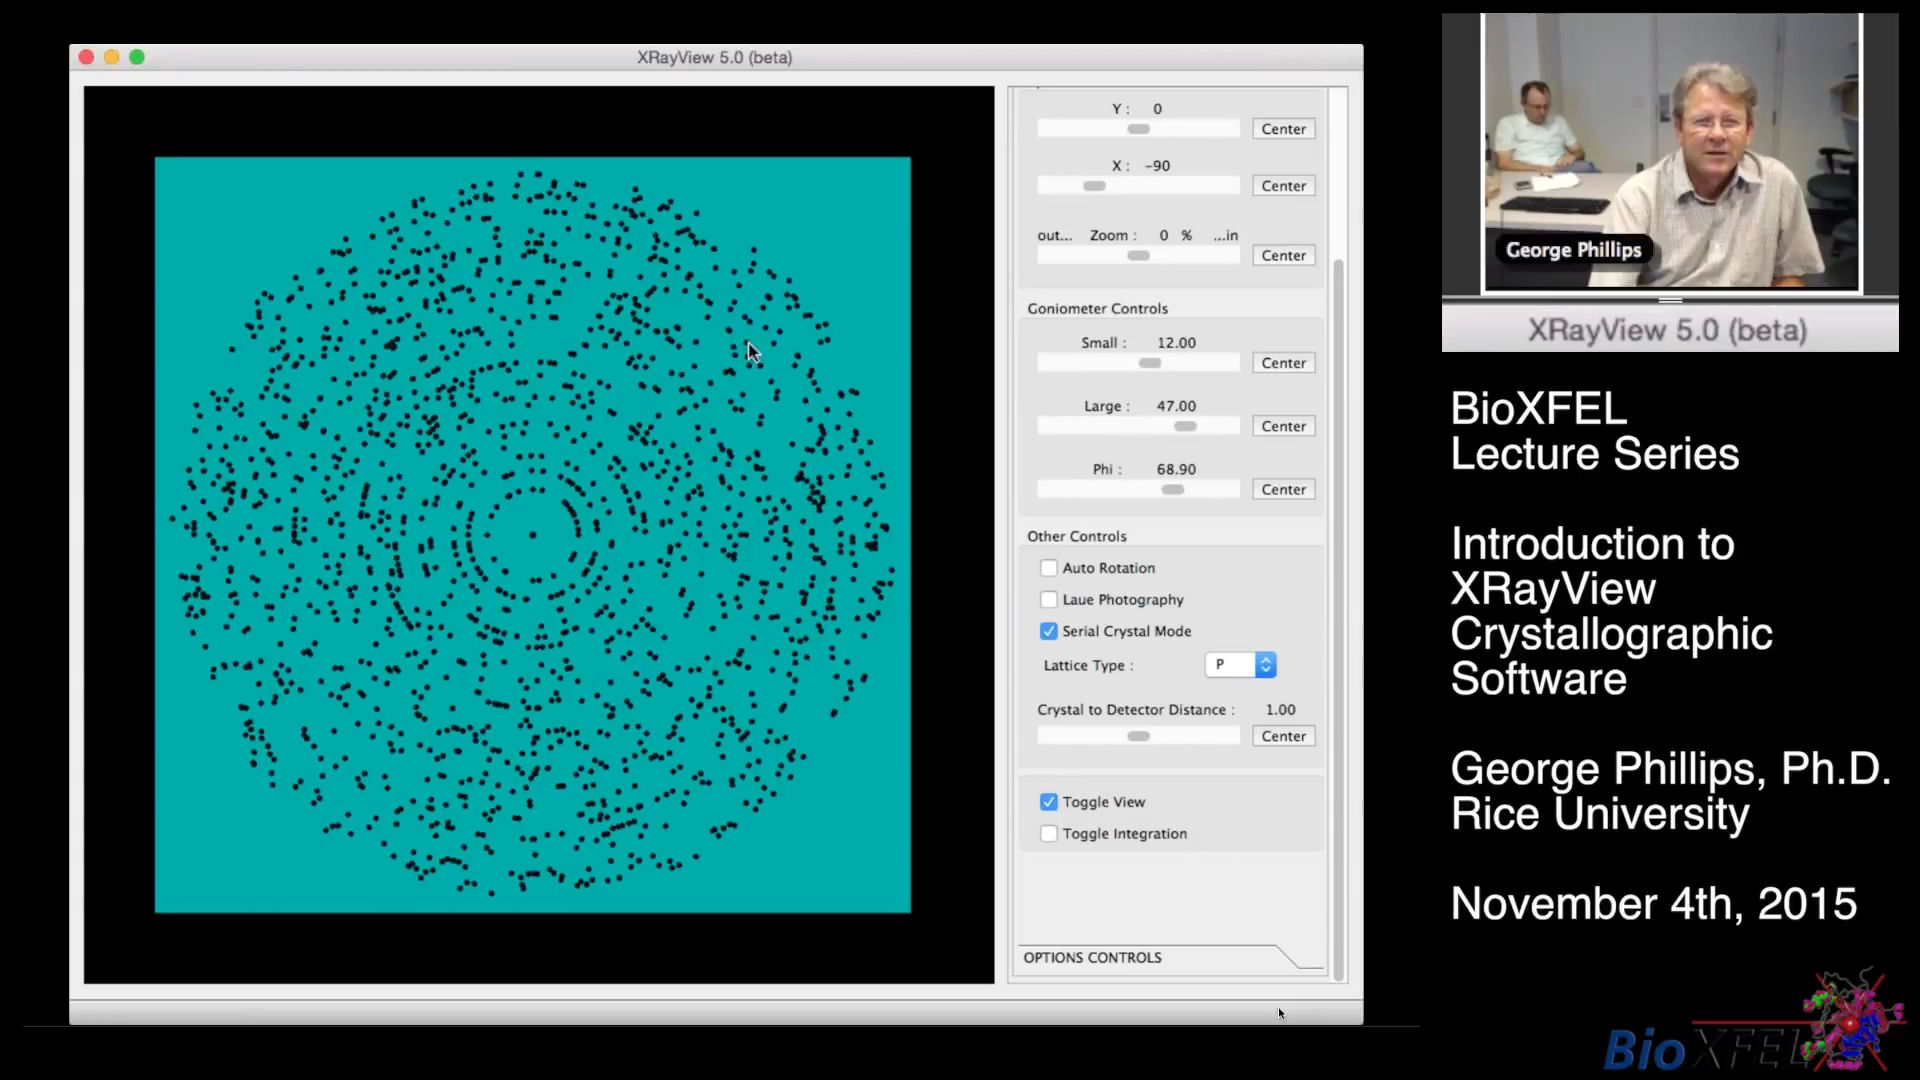 XRayView 5.0 (beta)
Y : 0
Center
X : -90
Center
out... Zoom : 0 % ...in
Center
Goniometer Controls
Small : 12.00
Center
Large : 47.00
Center
Phi : 68.90
Center
Other Controls
Auto Rotation
Laue Photography
Serial Crystal Mode
Lattice Type : P
Crystal to Detector Distance : 1.00
Center
Toggle View
Toggle Integration
OPTIONS CONTROLS
George Phillips
XRayView 5.0 (beta)
BioXFEL
Lecture Series
Introduction to
XRayView
Crystallographic
Software
George Phillips, Ph.D.
Rice University
November 4th, 2015
BioXFEL